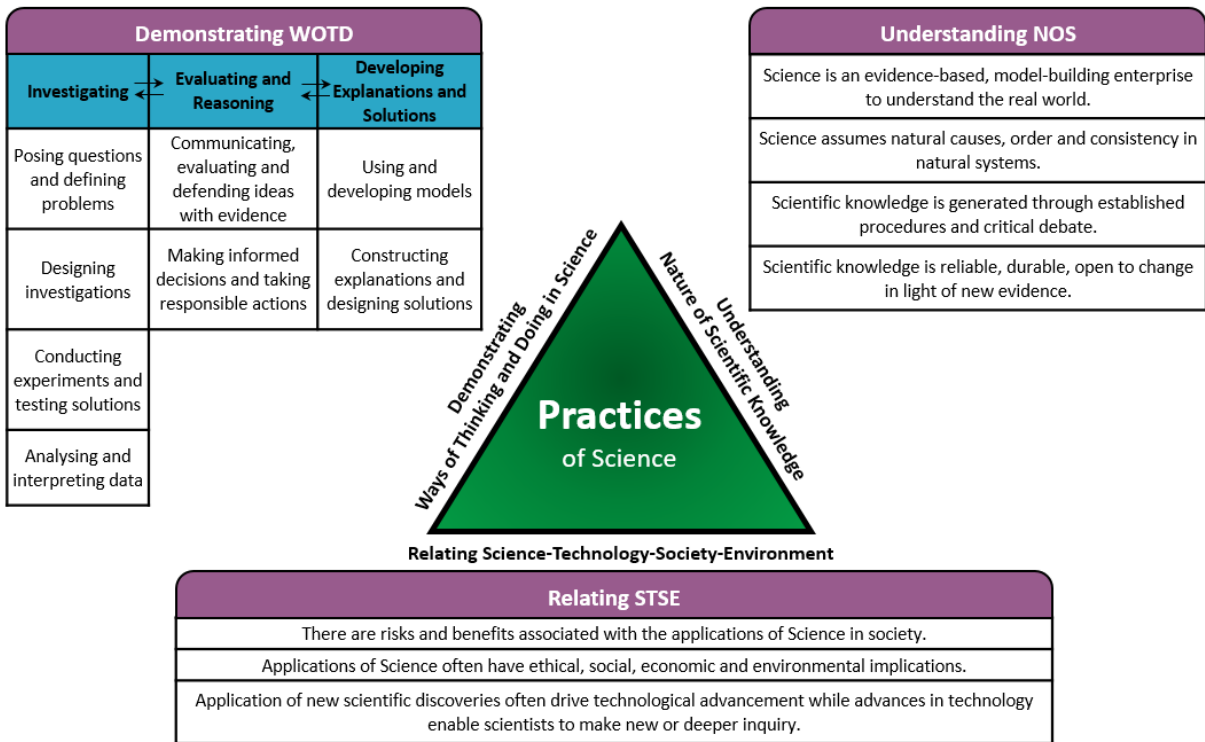 Demonstrating WOTD
Investigating
Evaluating and
Reasoning
Developing
Explanations and
Solutions
Posing questions
and defining
problems
Communicating,
evaluating and
defending ideas
with evidence
Using and
developing models
Designing
investigations
Making informed
decisions and taking
responsible actions
Constructing
explanations and
designing solutions
Conducting
experiments and
testing solutions
Analysing and
interpreting data
Understanding NOS
Science is an evidence-based, model-building enterprise
to understand the real world.
Science assumes natural causes, order and consistency in
natural systems.
Scientific knowledge is generated through established
procedures and critical debate.
Scientific knowledge is reliable, durable, open to change
in light of new evidence.
Demonstrating
Ways of Thinking and Doing in Science
Understanding
Nature of Scientific Knowledge
Practices
of Science
Relating Science-Technology-Society-Environment
Relating STSE
There are risks and benefits associated with the applications of Science in society.
Applications of Science often have ethical, social, economic and environmental implications.
Application of new scientific discoveries often drive technological advancement while advances in technology
enable scientists to make new or deeper inquiry.